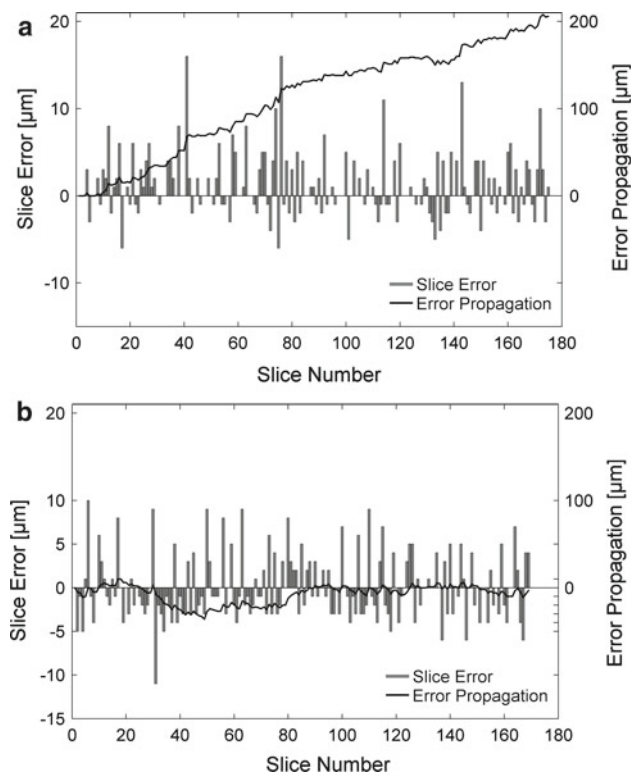 a
20
10
0
-10
Slice Error [µm]
200
100
0
Error Propagation [µm]
Slice Error
Error Propagation
0 20 40 60 80 100 120 140 160 180
Slice Number
b
20
10
5
0
-5
-10
-15
Slice Error [µm]
200
100
0
Error Propagation [µm]
Slice Error
Error Propagation
0 20 40 60 80 100 120 140 160 180
Slice Number